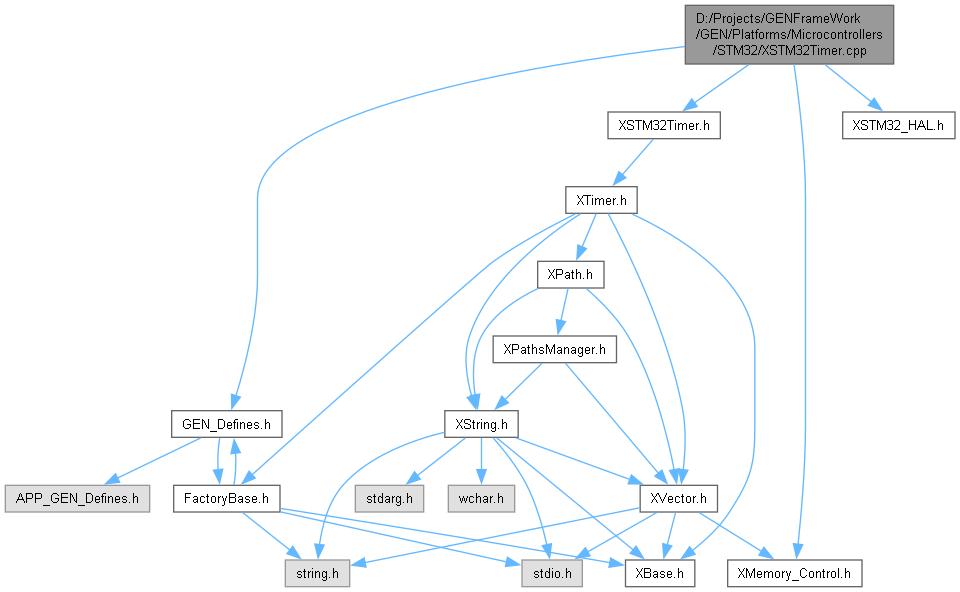 D:/Projects/GENFrameWork
/GEN/Platforms/Microcontrollers
/STM32/XSTM32Timer.cpp
XSTM32Timer.h
XSTM32_HAL.h
XTimer.h
XPath.h
XPathsManager.h
GEN_Defines.h
XString.h
APP_GEN_Defines.h
FactoryBase.h
stdarg.h
wchar.h
XVector.h
string.h
stdio.h
XBase.h
XMemory_Control.h